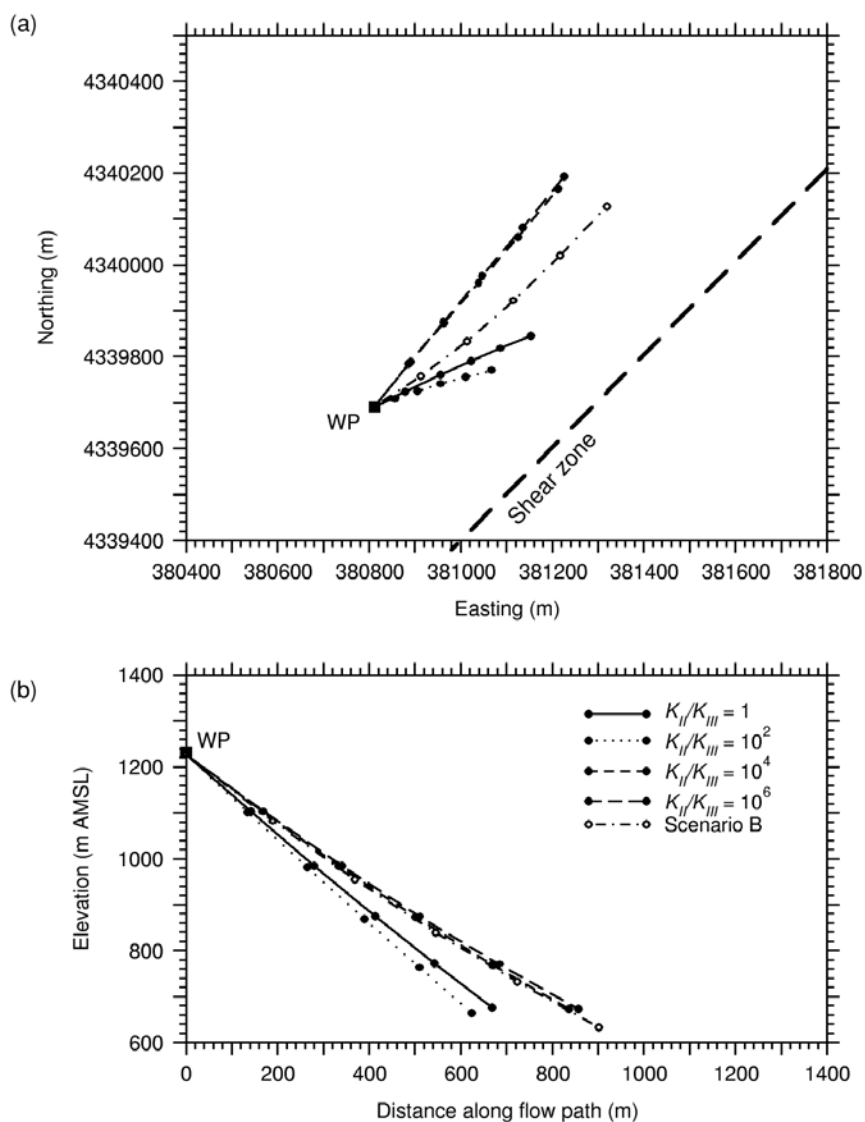 (a)
4340400
4340200
4340000
4339800
4339600
4339400
Northing (m)
WP
Shear zone
380400 380600 380800 381000 381200 381400 381600 381800
Easting (m)
(b)
1400
1200
1000
800
600
Elevation (m AMSL)
WP
K_II/K_III = 1
K_II/K_III = 10^2
K_II/K_III = 10^4
K_II/K_III = 10^6
Scenario B
0 200 400 600 800 1000 1200 1400
Distance along flow path (m)